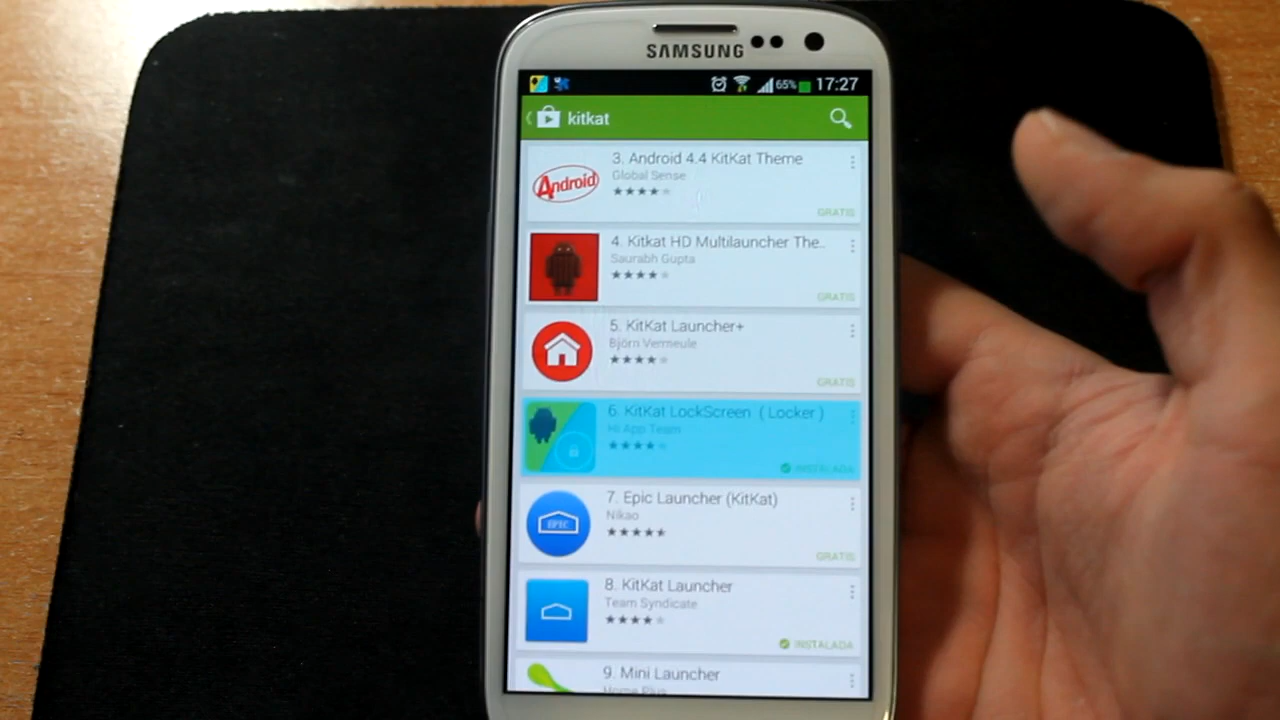 SAMSUNG
65% 17:27
kitkat
3. Android 4.4 KitKat Theme
Global Sense
Android
GRATIS
4. Kitkat HD Multilauncher The..
Saurabh Gupta
GRATIS
5. KitKat Launcher+
Björn Vermeule
GRATIS
6. KitKat LockScreen ( Locker )
Hi App Team
INSTALADA
7. Epic Launcher (KitKat)
Nikao
EPIC
GRATIS
8. KitKat Launcher
Team Syndicate
INSTALADA
9. Mini Launcher
Home Plus